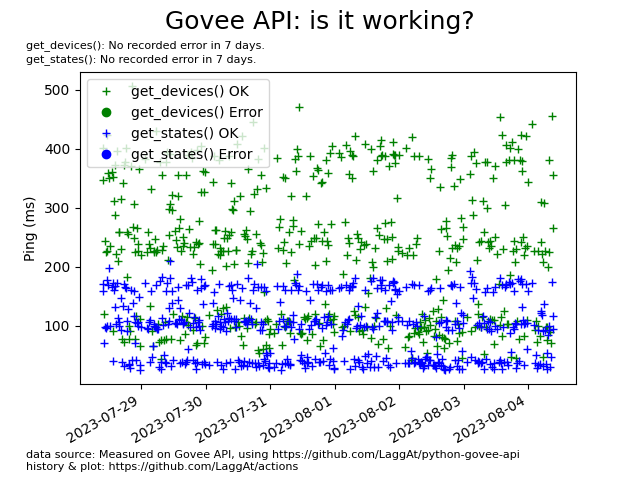 Govee API: is it working?
get_devices(): No recorded error in 7 days.
get_states(): No recorded error in 7 days.
get_devices() OK
get_devices() Error
get_states() OK
get_states() Error
Ping (ms)
500
400
300
200
100
2023-07-29
2023-07-30
2023-07-31
2023-08-01
2023-08-02
2023-08-03
2023-08-04
data source: Measured on Govee API, using https://github.com/LaggAt/python-govee-api
history & plot: https://github.com/LaggAt/actions